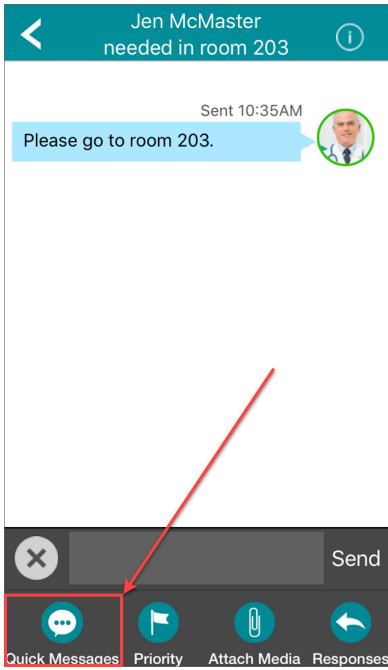 Jen McMaster
needed in room 203
Sent 10:35AM
Please go to room 203.
Send
Quick Messages Priority Attach Media Responses